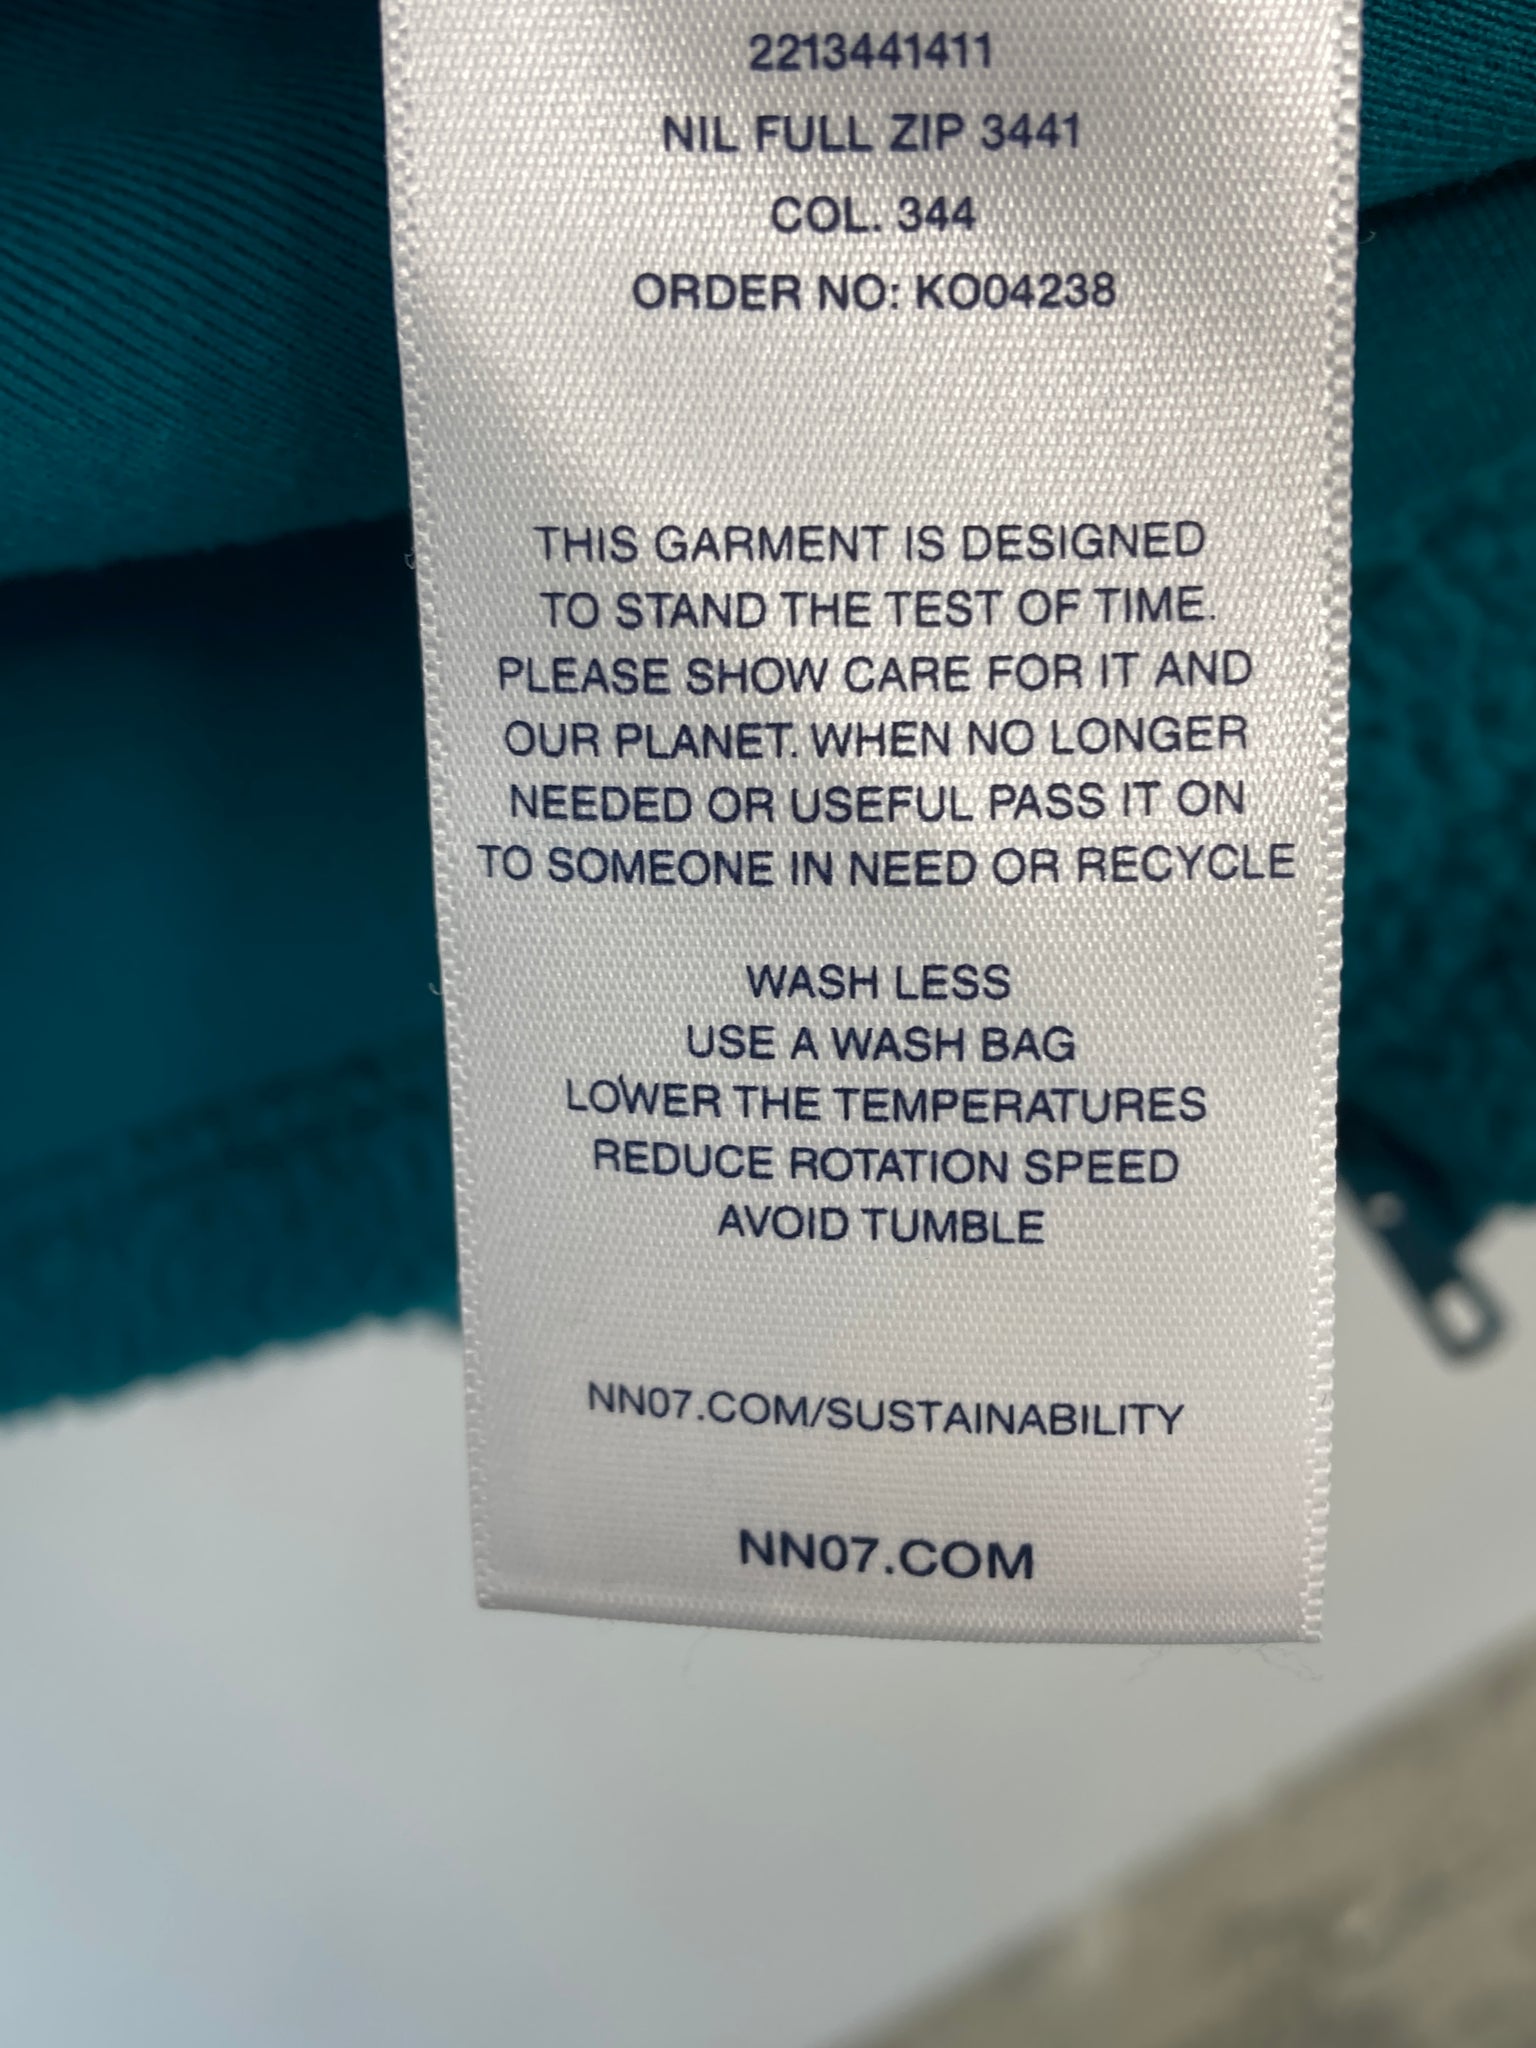 2213441411
NIL FULL ZIP 3441
COL. 344
ORDER NO: KO04238
THIS GARMENT IS DESIGNED
TO STAND THE TEST OF TIME.
PLEASE SHOW CARE FOR IT AND
OUR PLANET. WHEN NO LONGER
NEEDED OR USEFUL PASS IT ON
TO SOMEONE IN NEED OR RECYCLE
WASH LESS
USE A WASH BAG
LOWER THE TEMPERATURES
REDUCE ROTATION SPEED
AVOID TUMBLE
NN07.COM/SUSTAINABILITY
NN07.COM